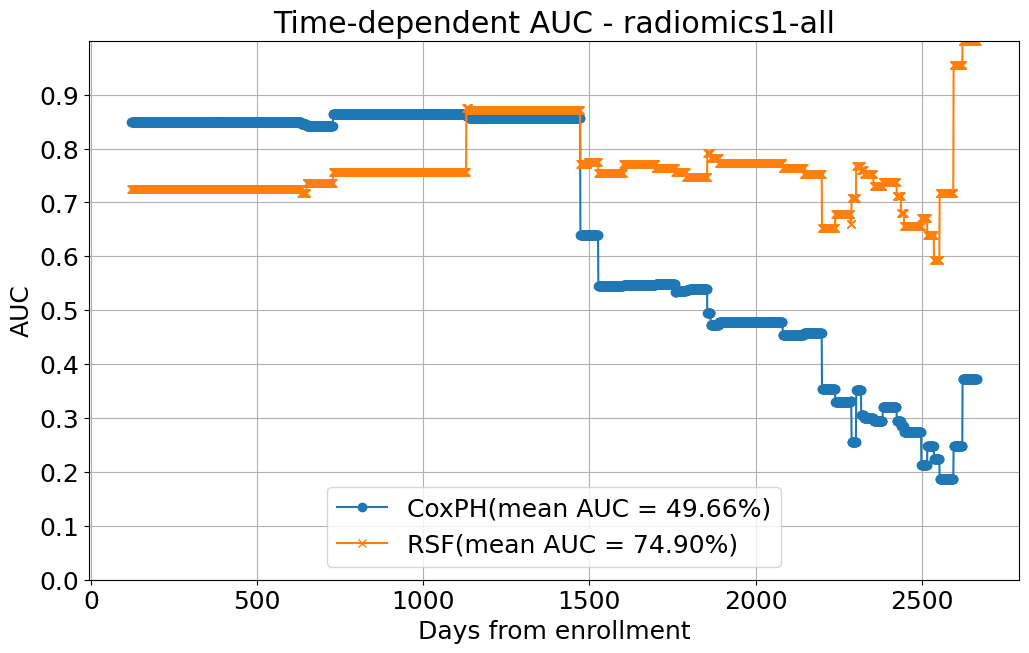 Time-dependent AUC - radiomics1-all
AUC
0.9
0.8
0.7
0.6
0.5
0.4
0.3
0.2
0.1
0.0
CoxPH(mean AUC = 49.66%)
RSF(mean AUC = 74.90%)
0 500 1000 1500 2000 2500
Days from enrollment